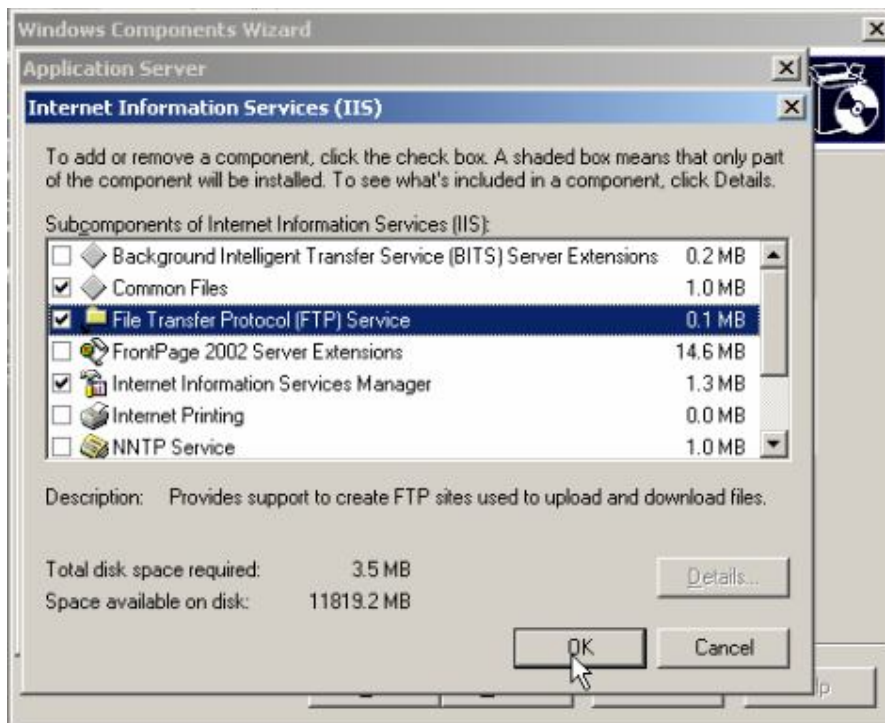 Windows Components Wizard
Application Server
Internet Information Services (IIS)
To add or remove a component, click the check box. A shaded box means that only part
of the component will be installed. To see what's included in a component, click Details.
Subcomponents of Internet Information Services (IIS):
Background Intelligent Transfer Service (BITS) Server Extensions 0.2 MB
Common Files 1.0 MB
File Transfer Protocol (FTP) Service 0.1 MB
FrontPage 2002 Server Extensions 14.6 MB
Internet Information Services Manager 1.3 MB
Internet Printing 0.0 MB
NNTP Service 1.0 MB
Description: Provides support to create FTP sites used to upload and download files.
Total disk space required: 3.5 MB
Details...
Space available on disk: 11819.2 MB
OK Cancel